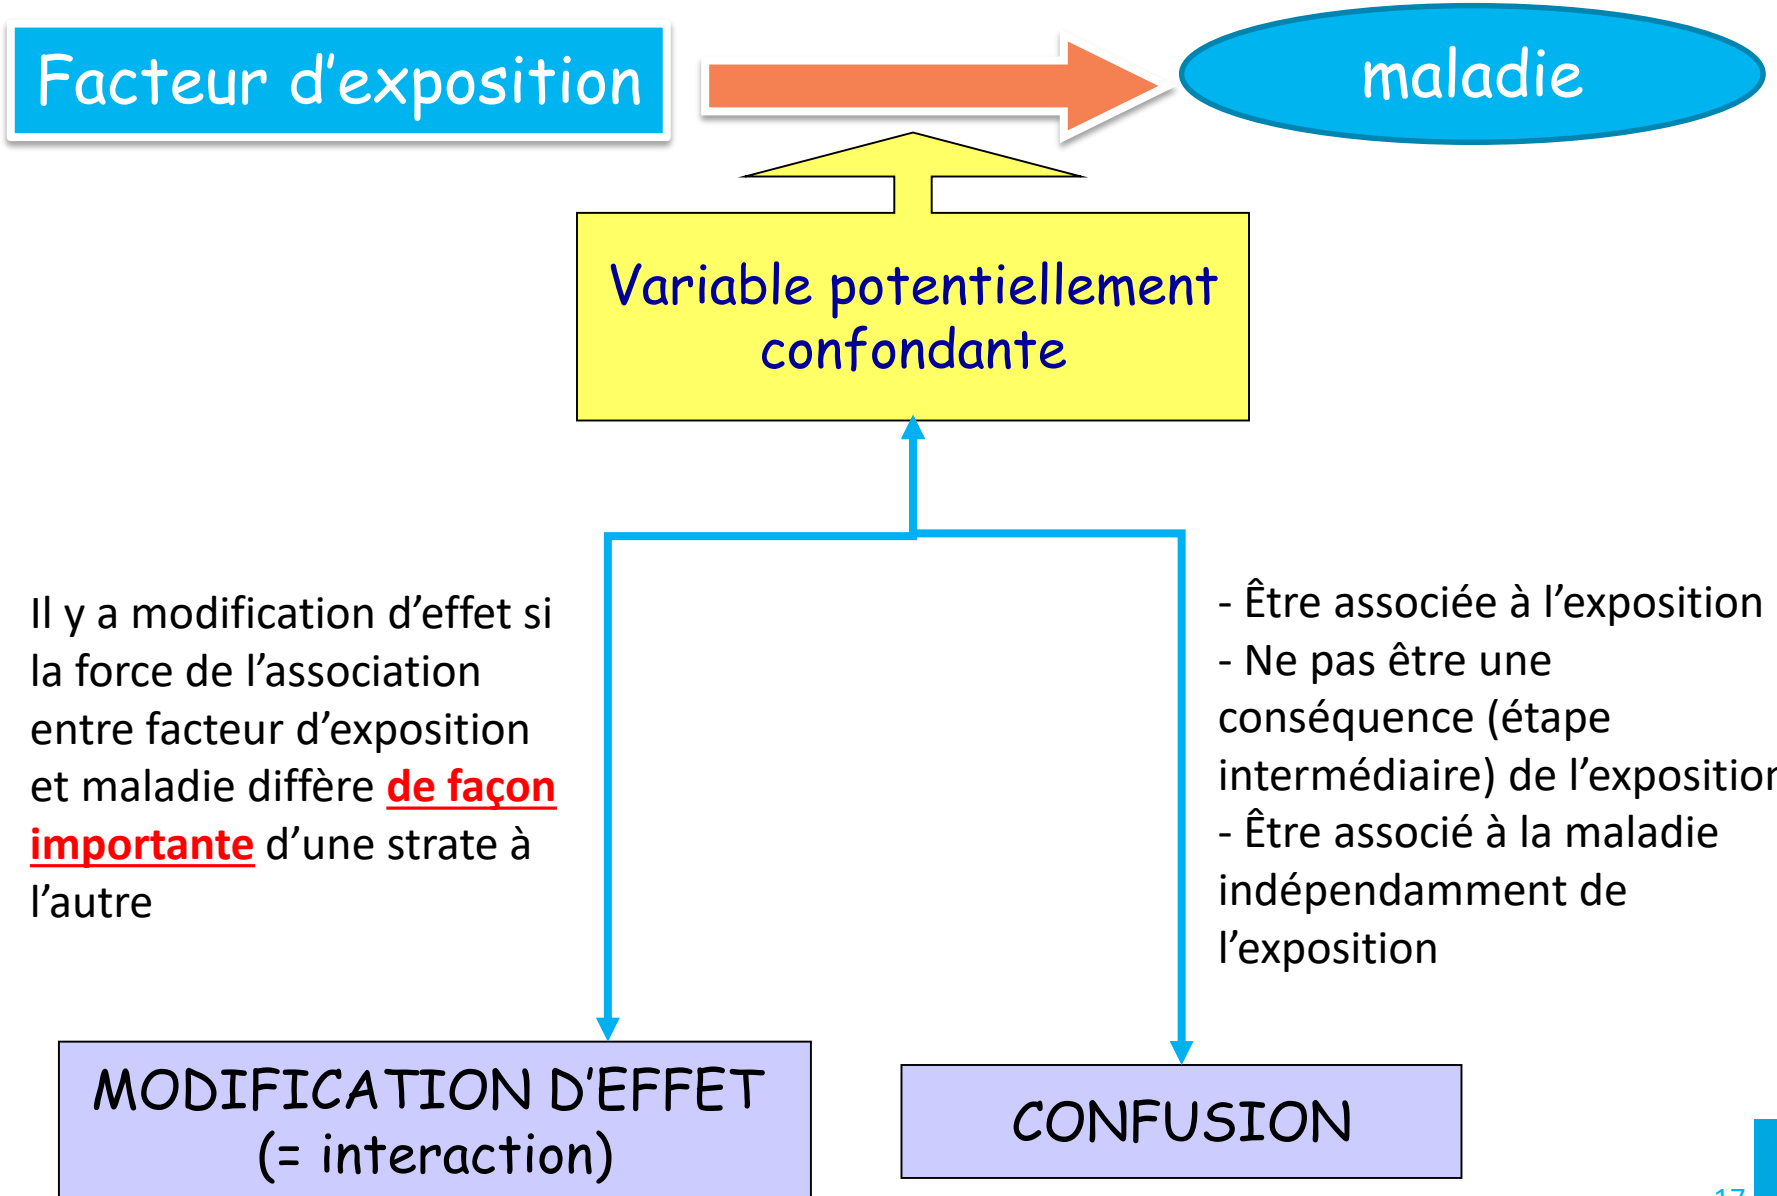 Facteur d’exposition
maladie
Variable potentiellement
confondante
Il y a modification d’effet si
la force de l’association
entre facteur d’exposition
et maladie diffère de façon
importante d’une strate à
l’autre
- Être associée à l’exposition
- Ne pas être une
conséquence (étape
intermédiaire) de l’exposition
- Être associé à la maladie
indépendamment de
l’exposition
MODIFICATION D’EFFET
(= interaction)
CONFUSION
17